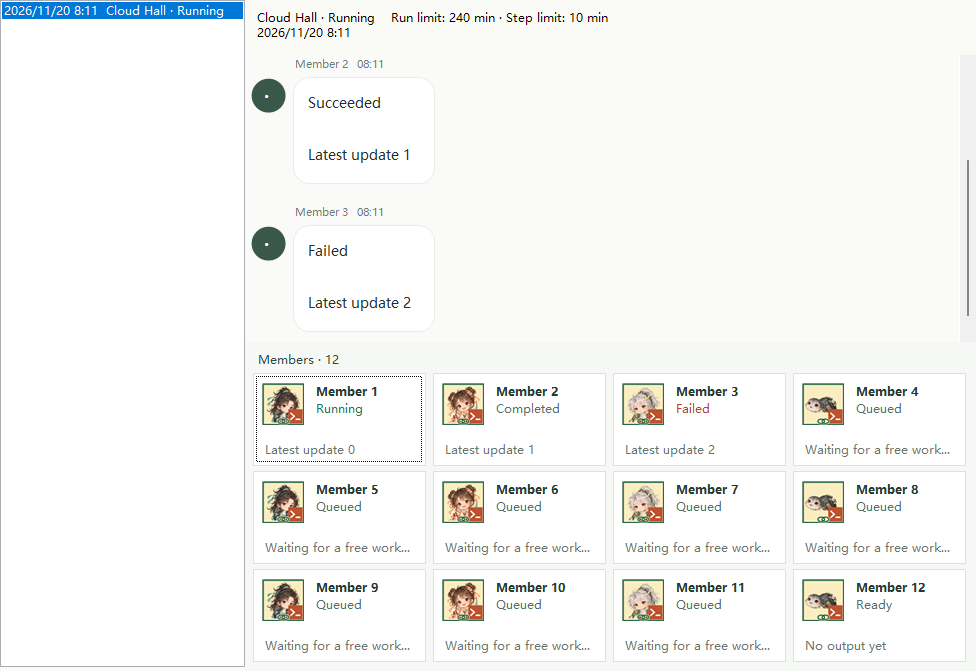 2026/11/20 8:11 Cloud Hall · Running
Cloud Hall · Running Run limit: 240 min · Step limit: 10 min
2026/11/20 8:11
Member 2 08:11
Succeeded
Latest update 1
Member 3 08:11
Failed
Latest update 2
Members · 12
Member 1
Running
Latest update 0
Member 2
Completed
Latest update 1
Member 3
Failed
Latest update 2
Member 4
Queued
Waiting for a free work...
Member 5
Queued
Waiting for a free work...
Member 6
Queued
Waiting for a free work...
Member 7
Queued
Waiting for a free work...
Member 8
Queued
Waiting for a free work...
Member 9
Queued
Waiting for a free work...
Member 10
Queued
Waiting for a free work...
Member 11
Queued
Waiting for a free work...
Member 12
Ready
No output yet